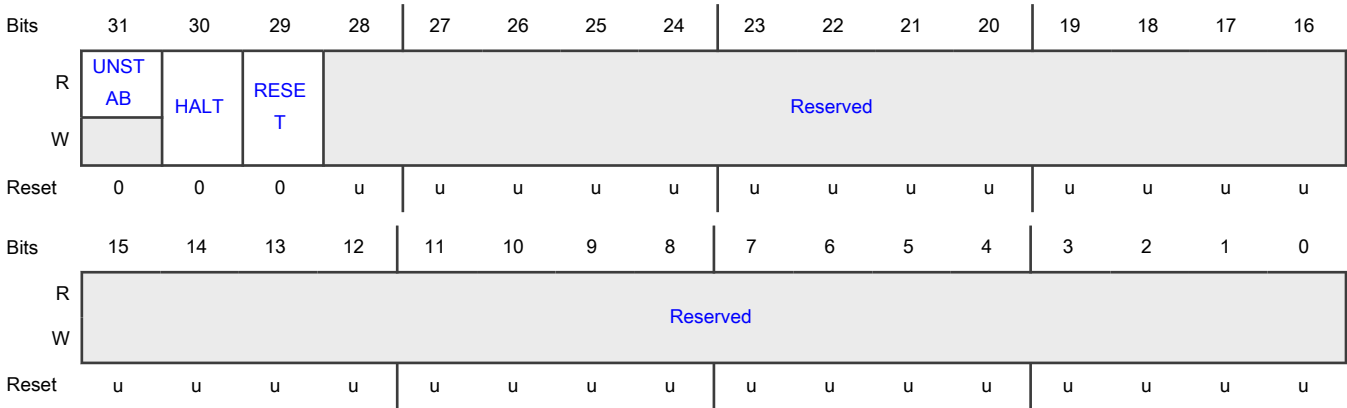 Bits 31 30 29 28 27 26 25 24 23 22 21 20 19 18 17 16
R UNST
AB HALT RESE
T Reserved
W
Reset 0 0 0 u u u u u u u u u u u u u
Bits 15 14 13 12 11 10 9 8 7 6 5 4 3 2 1 0
R
Reserved
W
Reset u u u u u u u u u u u u u u u u